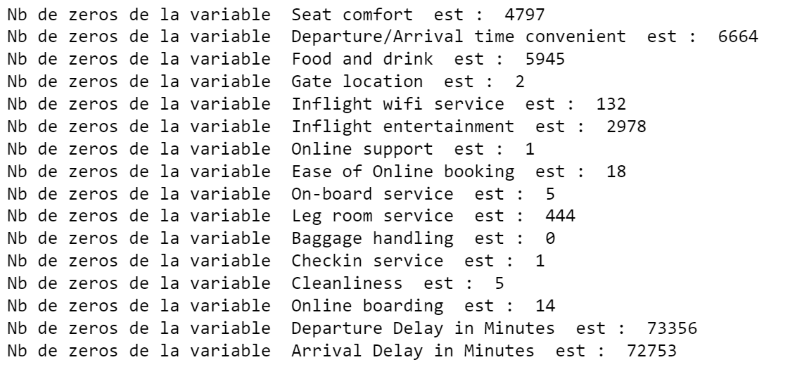 Nb de zeros de la variable  Seat comfort  est :  4797
Nb de zeros de la variable  Departure/Arrival time convenient  est :  6664
Nb de zeros de la variable  Food and drink  est :  5945
Nb de zeros de la variable  Gate location  est :  2
Nb de zeros de la variable  Inflight wifi service  est :  132
Nb de zeros de la variable  Inflight entertainment  est :  2978
Nb de zeros de la variable  Online support  est :  1
Nb de zeros de la variable  Ease of Online booking  est :  18
Nb de zeros de la variable  On-board service  est :  5
Nb de zeros de la variable  Leg room service  est :  444
Nb de zeros de la variable  Baggage handling  est :  0
Nb de zeros de la variable  Checkin service  est :  1
Nb de zeros de la variable  Cleanliness  est :  5
Nb de zeros de la variable  Online boarding  est :  14
Nb de zeros de la variable  Departure Delay in Minutes  est :  73356
Nb de zeros de la variable  Arrival Delay in Minutes  est :  72753